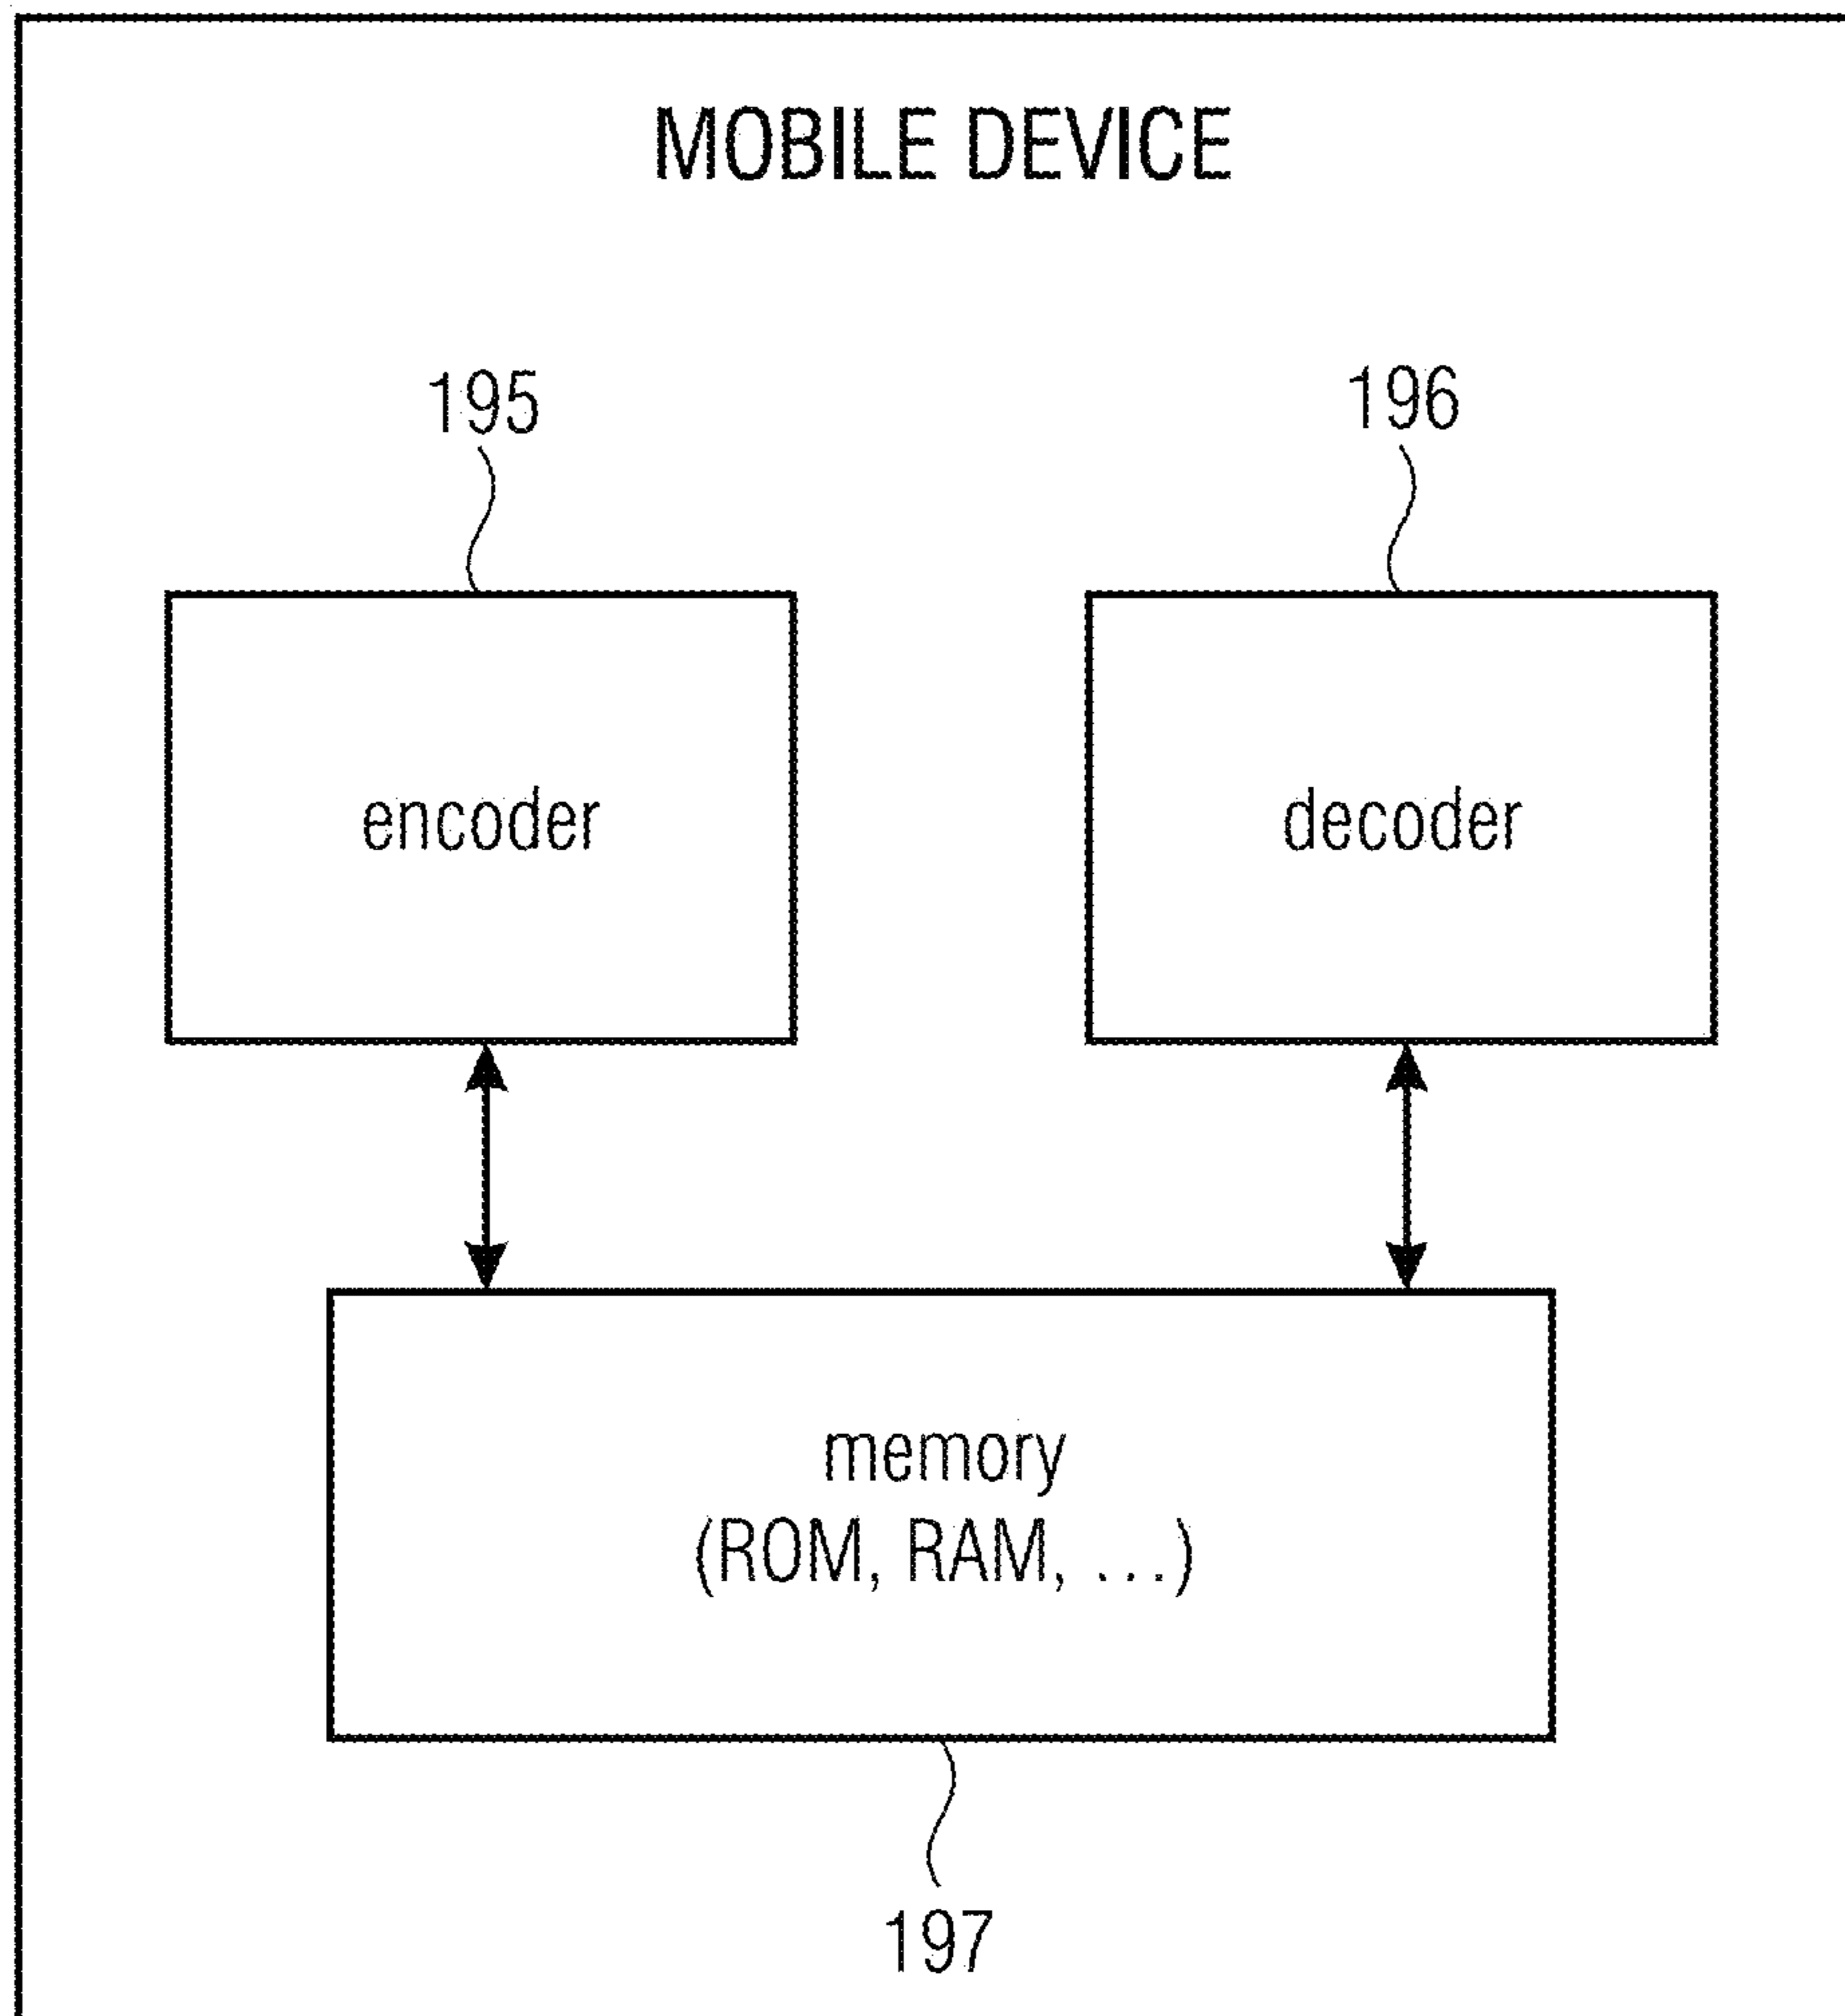 MOBILE DEVICE
195
196
encoder
decoder
memory
(ROM, RAM, ...)
197